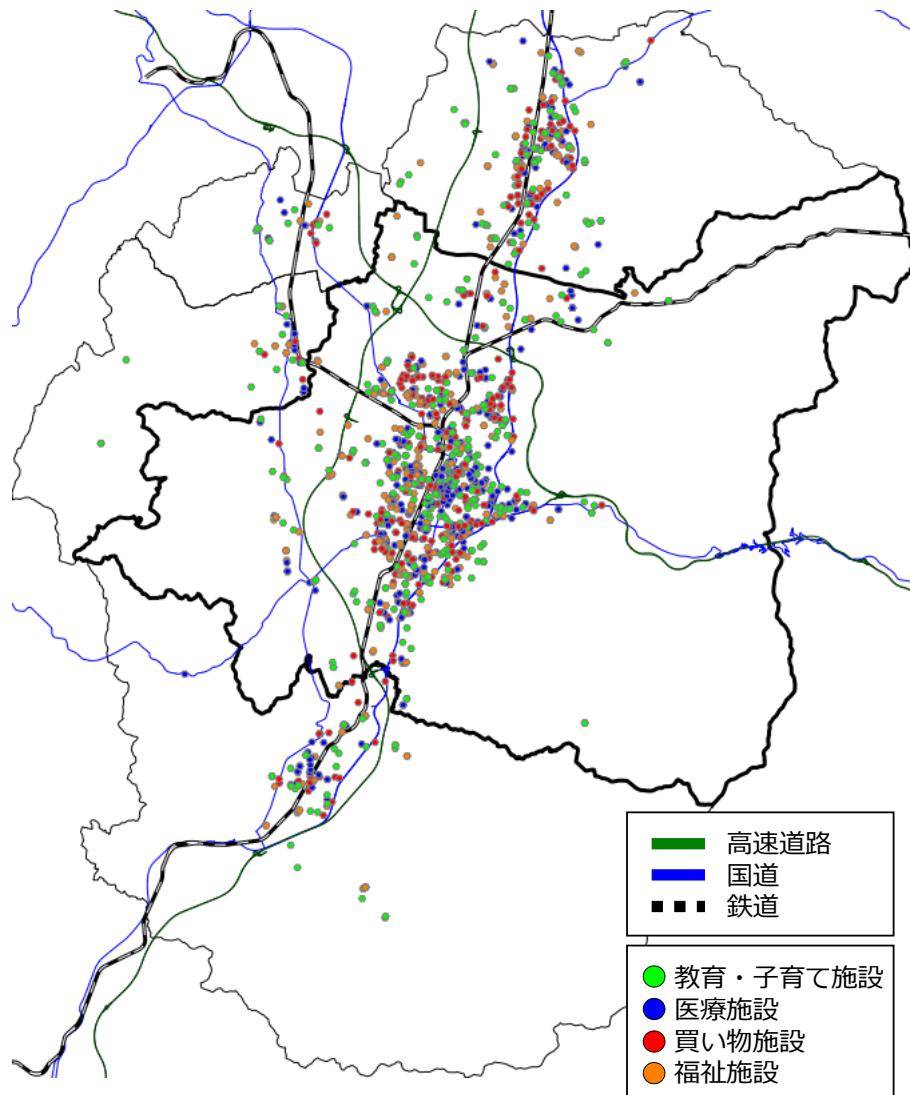 高速道路
国道
鉄道
教育・子育て施設
医療施設
買い物施設
福祉施設